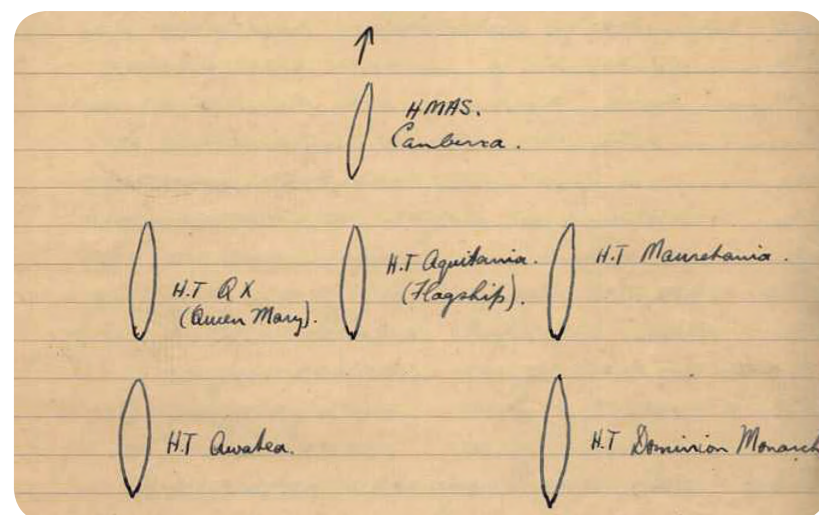 HMAS.
Canberra.
H.T QX
(Queen Mary).
H.T Aquitania.
(Flagship).
H.T Mauretania.
H.T Awatea.
H.T Dominion Monarch